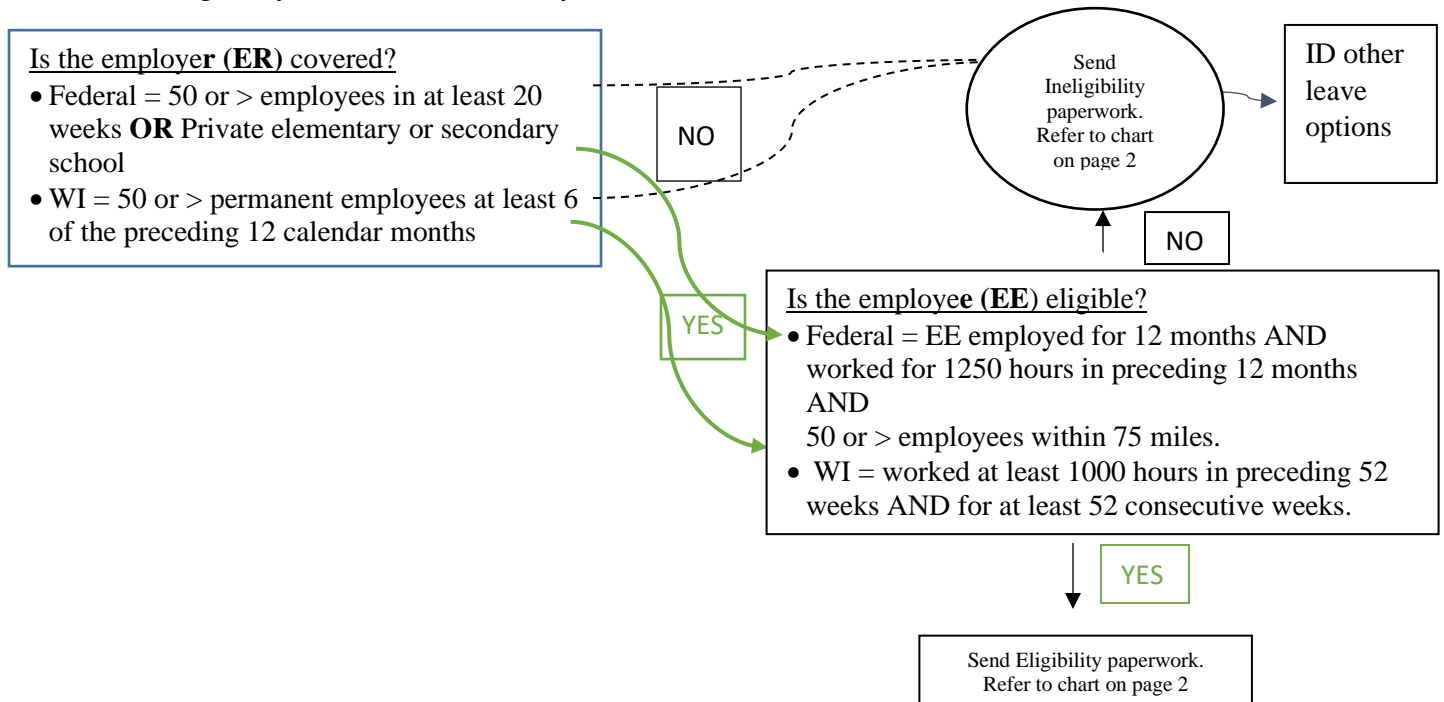 Is the employer (ER) covered?
• Federal = 50 or > employees in at least 20
weeks OR Private elementary or secondary
school
• WI = 50 or > permanent employees at least 6
of the preceding 12 calendar months
NO
Send
Ineligibility
paperwork.
Refer to chart
on page 2
ID other
leave
options
NO
YES
Is the employee (EE) eligible?
• Federal = EE employed for 12 months AND
worked for 1250 hours in preceding 12 months
AND
50 or > employees within 75 miles.
• WI = worked at least 1000 hours in preceding 52
weeks AND for at least 52 consecutive weeks.
YES
Send Eligibility paperwork.
Refer to chart on page 2